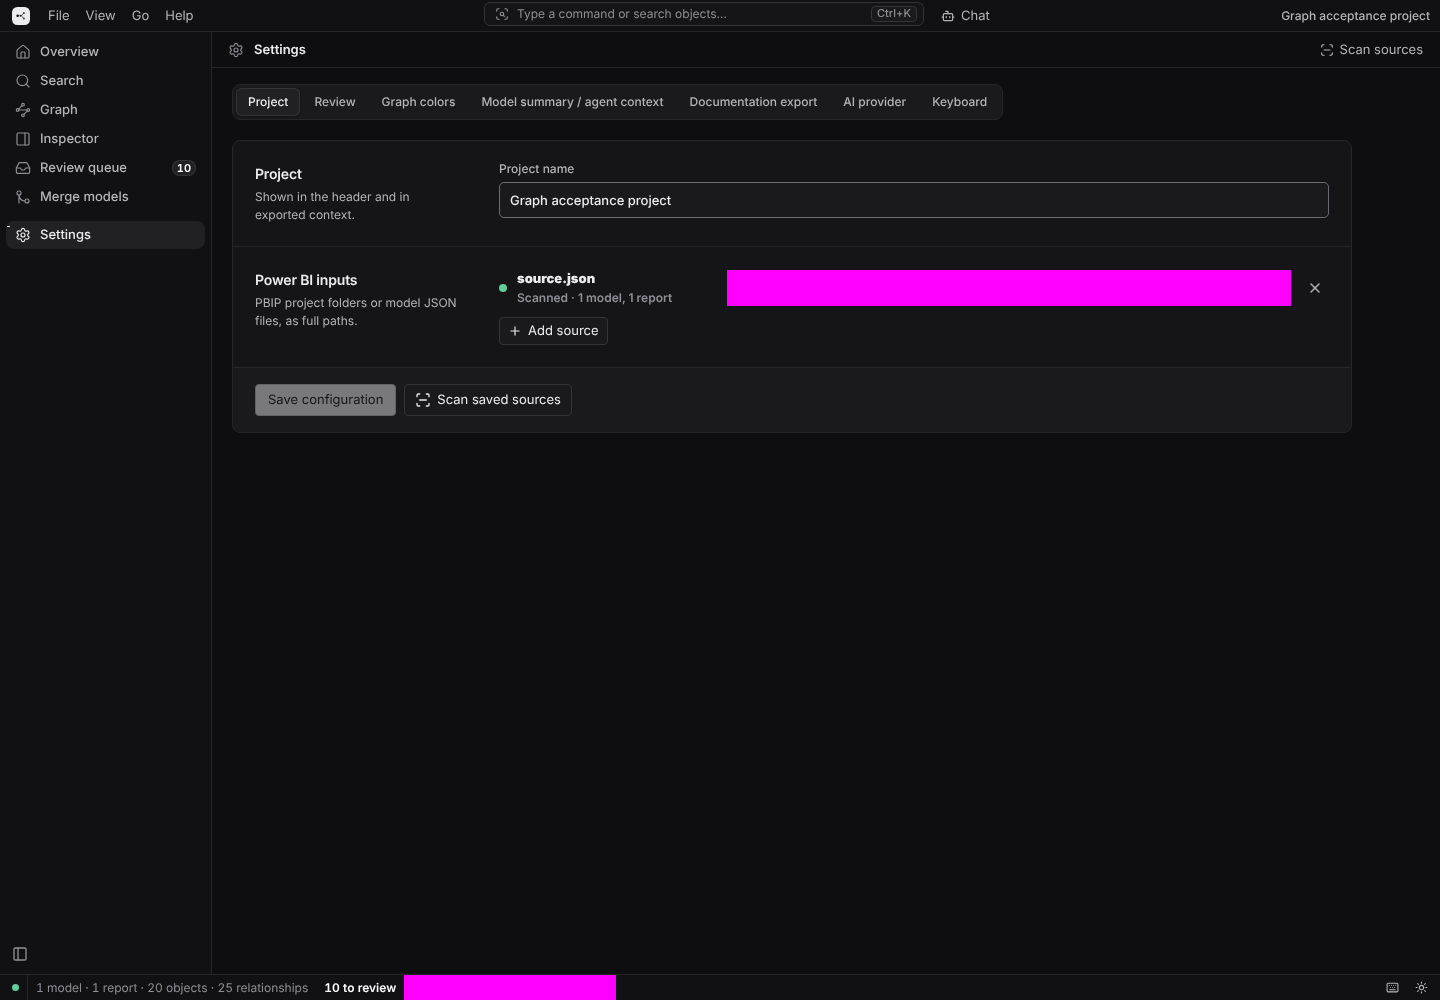 File View Go Help
Type a command or search objects... Ctrl+K
Chat
Graph acceptance project
Overview
Search
Graph
Inspector
Review queue 10
Merge models
Settings
Settings
Scan sources
Project Review Graph colors Model summary / agent context Documentation export AI provider Keyboard
Project
Shown in the header and in
exported context.
Project name
Graph acceptance project
Power BI inputs
PBIP project folders or model JSON
files, as full paths.
source.json
Scanned · 1 model, 1 report
Add source
Save configuration
Scan saved sources
1 model · 1 report · 20 objects · 25 relationships 10 to review